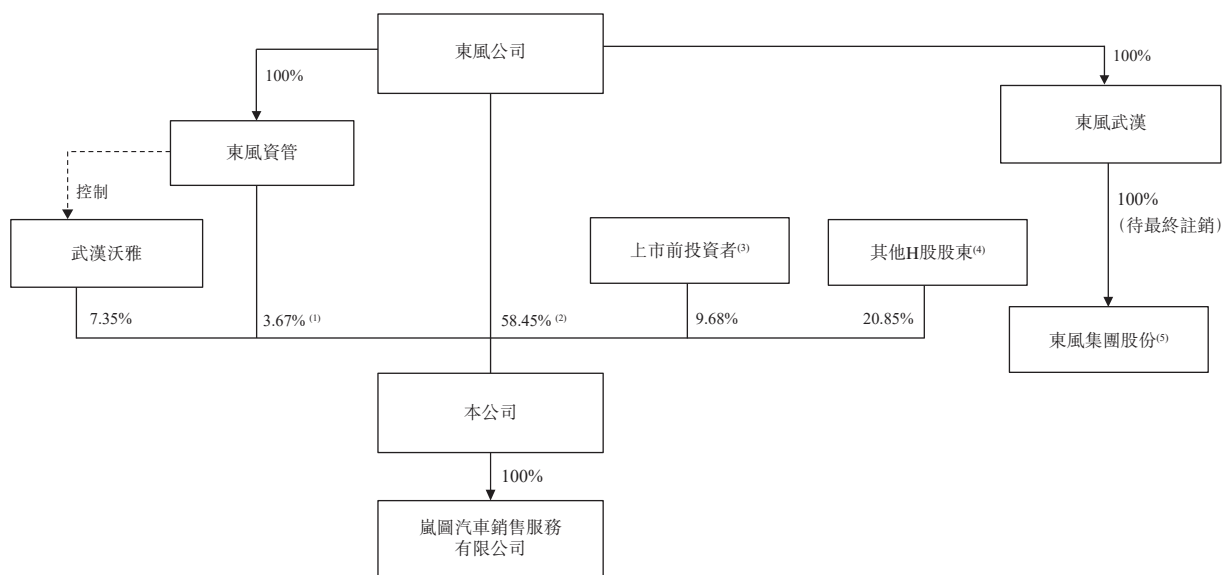 東風公司
100%
100%
東風資管
東風武漢
控制
武漢沃雅
上市前投資者(3)
其他H股股東(4)
100%
(待最終註銷)
7.35%
3.67% (1)
58.45% (2)
9.68%
20.85%
東風集團股份(5)
本公司
100%
嵐圖汽車銷售服務
有限公司